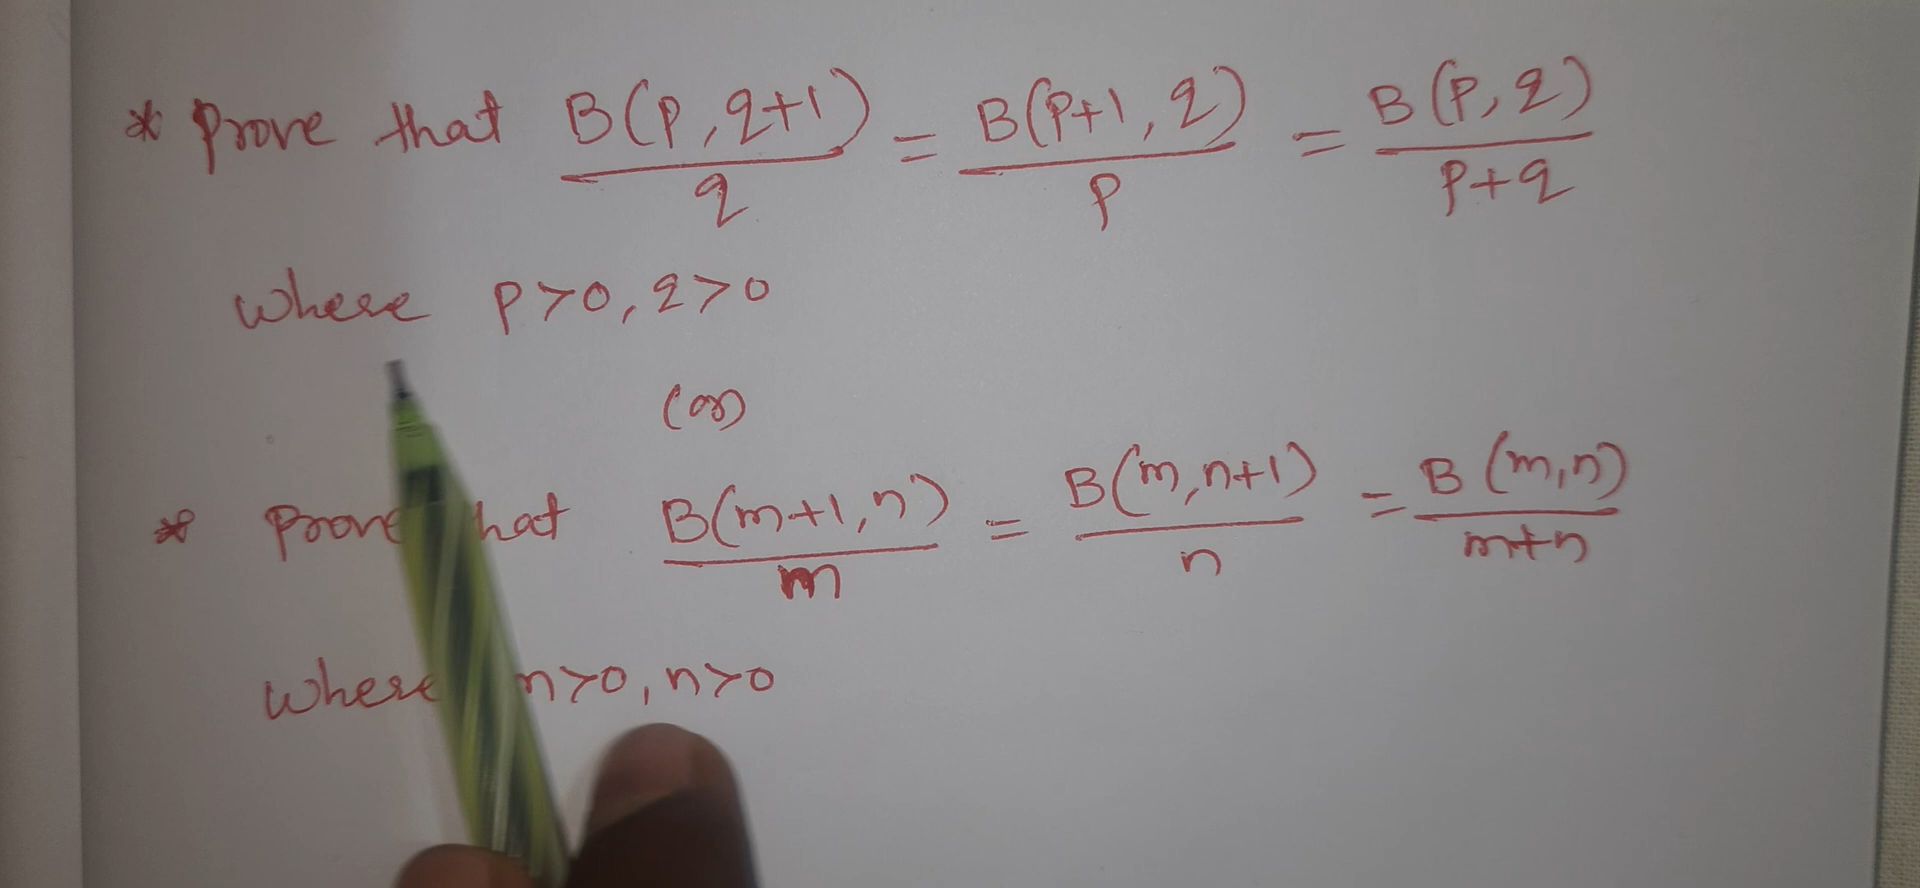 * Prove that B(p, q+1)/q = B(p+1, q)/p = B(p, q)/p+q
where p>0, q>0
(or)
* Prove that B(m+1, n)/m = B(m, n+1)/n = B(m, n)/m+n
where m>0, n>0